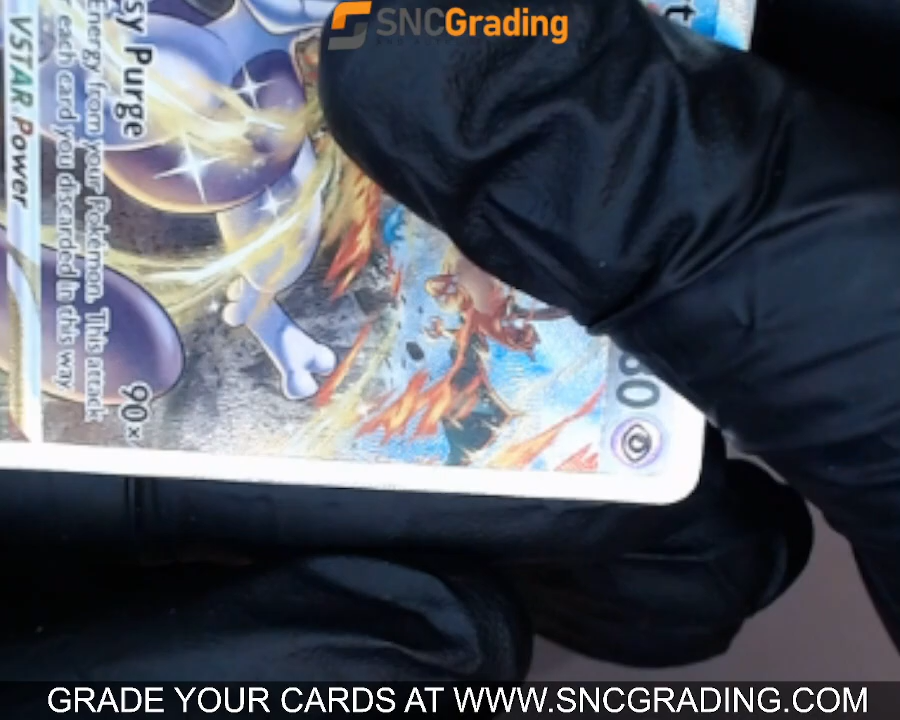 SNCGrading
t
80
sy Purge
90×
Energy from your Pokémon. This attack
each card you discarded in this way.
VSTAR Power
GRADE YOUR CARDS AT WWW.SNCGRADING.COM